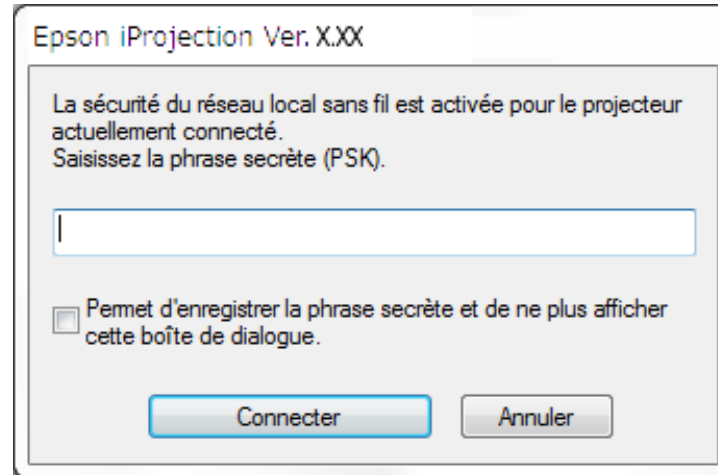 Epson iProjection Ver. X.XX
La sécurité du réseau local sans fil est activée pour le projecteur
actuellement connecté.
Saisissez la phrase secrète (PSK).
Permet d'enregistrer la phrase secrète et de ne plus afficher
cette boîte de dialogue.
Connecter
Annuler